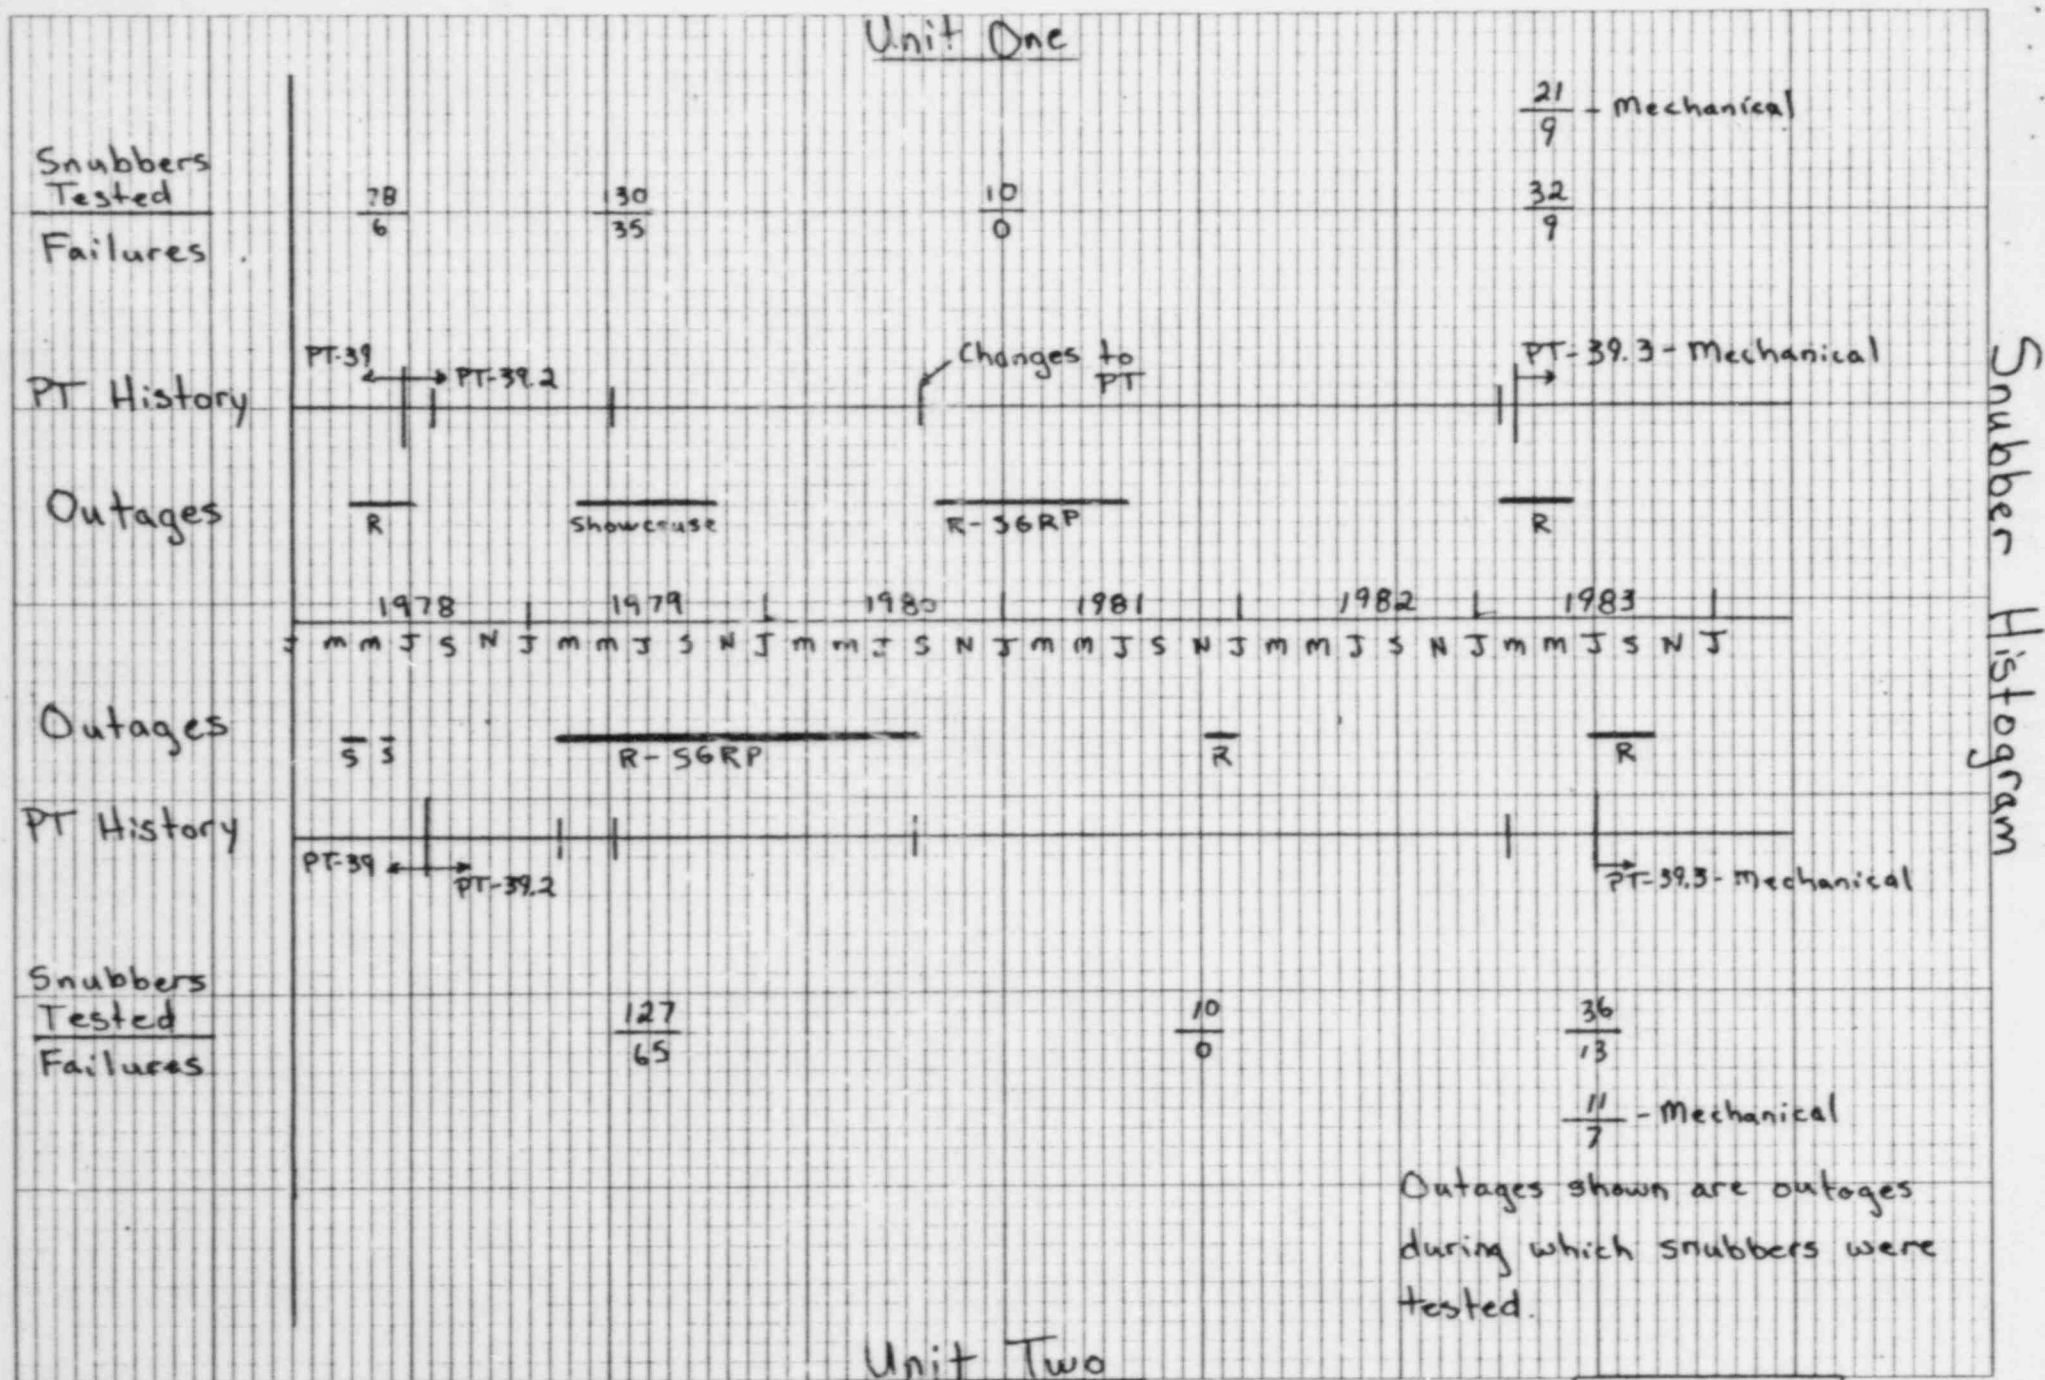 Unit One
21
9 - Mechanical
Snubbers
Tested
Failures
78
6
130
35
10
0
32
9
PT-39
PT-39.2
Changes to
PT
PT-39.3-Mechanical
PT History
Outages
R
Showcause
R-SGRP
R
1978 1979 1980 1981 1982 1983
J m m J S N J m m J S N J m m J S N J m m J S N J m m J S N J m m J S N J
Outages
S S
R-SGRP
R
R
PT History
PT-39
PT-39.2
PT-39.3-Mechanical
Snubbers
Tested
Failures
127
65
10
0
36
13
11
7 - Mechanical
Outages shown are outages
during which snubbers were
tested.
Unit Two
Snubber Histogram